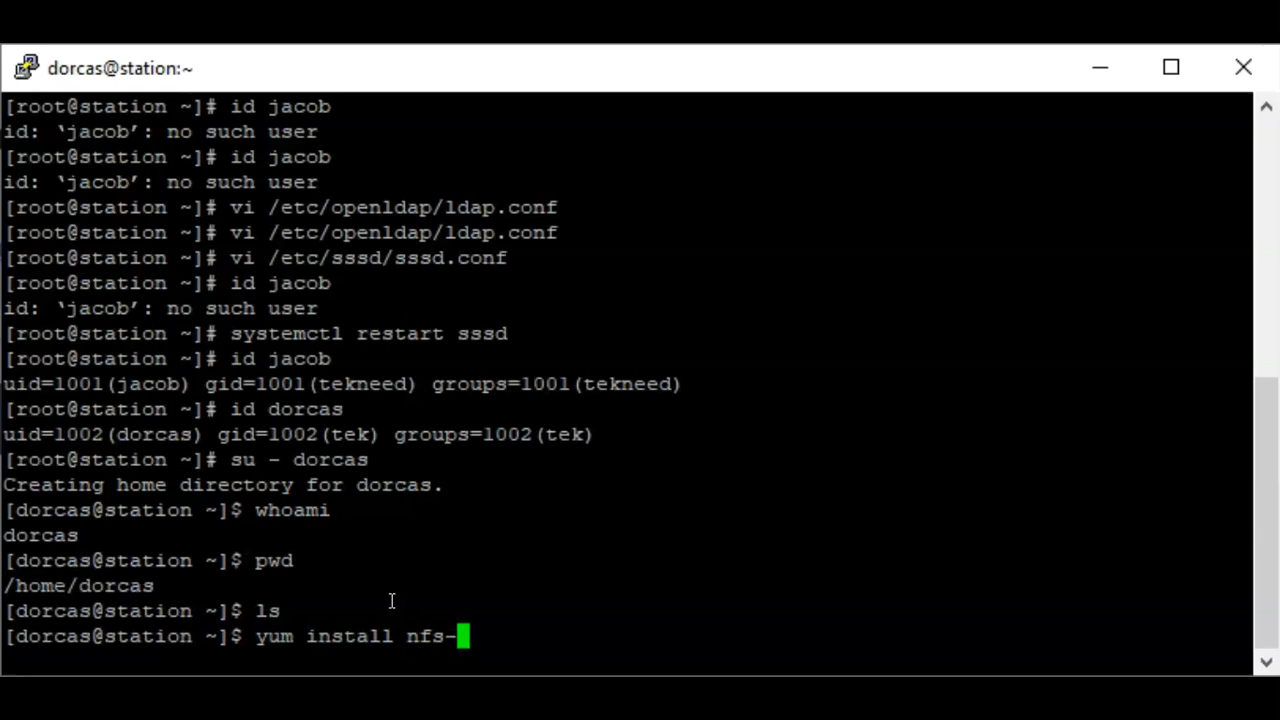 dorcas@station:~
[root@station ~]# id jacob
id: ‘jacob’: no such user
[root@station ~]# id jacob
id: ‘jacob’: no such user
[root@station ~]# vi /etc/openldap/ldap.conf
[root@station ~]# vi /etc/openldap/ldap.conf
[root@station ~]# vi /etc/sssd/sssd.conf
[root@station ~]# id jacob
id: ‘jacob’: no such user
[root@station ~]# systemctl restart sssd
[root@station ~]# id jacob
uid=1001(jacob) gid=1001(tekneed) groups=1001(tekneed)
[root@station ~]# id dorcas
uid=1002(dorcas) gid=1002(tek) groups=1002(tek)
[root@station ~]# su - dorcas
Creating home directory for dorcas.
[dorcas@station ~]$ whoami
dorcas
[dorcas@station ~]$ pwd
/home/dorcas
[dorcas@station ~]$ ls
[dorcas@station ~]$ yum install nfs-